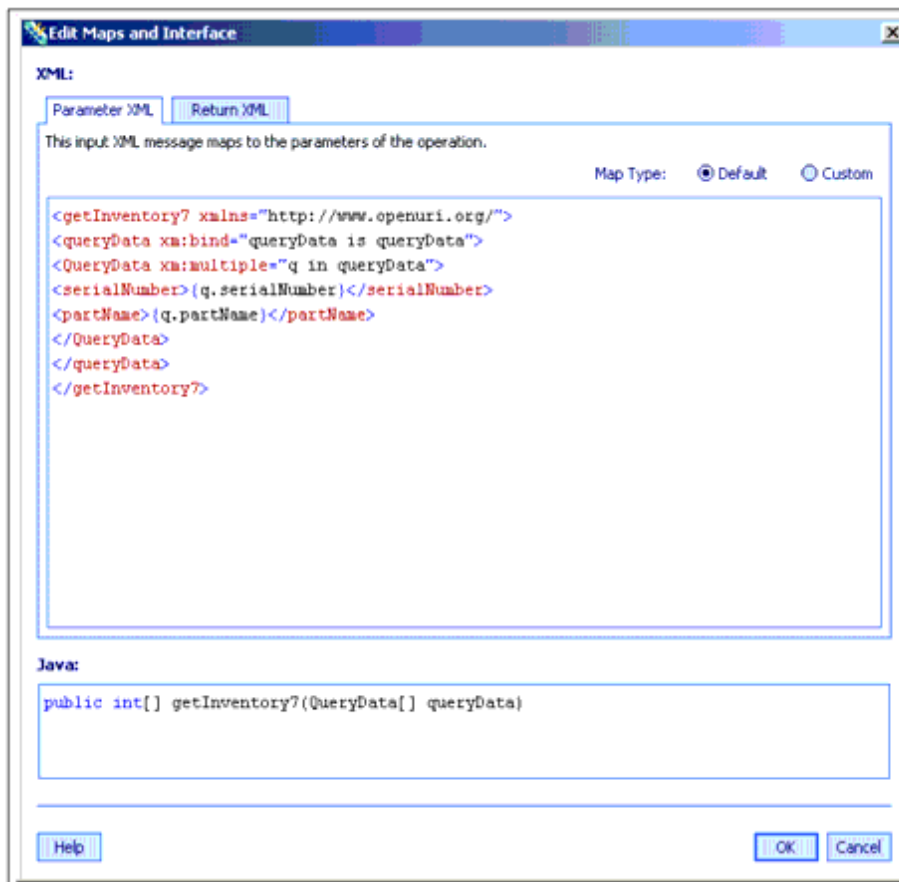 Edit Maps and Interface
XML:
Parameter XML Return XML
This input XML message maps to the parameters of the operation.
Map Type: Default Custom
<getInventory7 xmlns="http://www.openuri.org/">
<queryData xm:bind="queryData is queryData">
<QueryData xm:multiple="q in queryData">
<serialNumber>{q.serialNumber}</serialNumber>
<partName>{q.partName}</partName>
</QueryData>
</queryData>
</getInventory7>
Java:
public int[] getInventory7(QueryData[] queryData)
Help OK Cancel